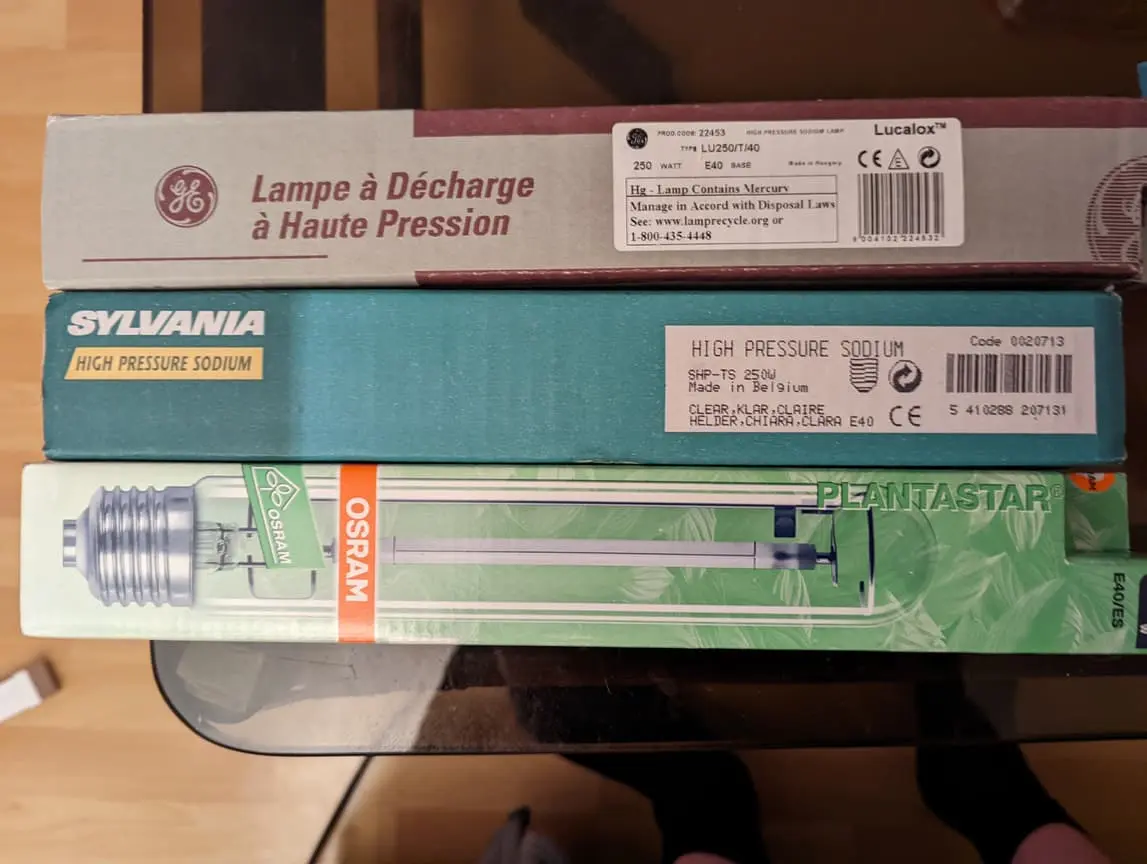 GE
Lampe à Décharge
à Haute Pression
GE
PROD.CODE: 22453
HIGH PRESSURE SODIUM LAMP
Lucalox™
TYPE LU250/T/40
250 WATT E40 BASE
Made in Hungary
CE
Hg - Lamp Contains Mercury
Manage in Accord with Disposal Laws
See: www.lamprecycle.org or
1-800-435-4448
SYLVANIA
HIGH PRESSURE SODIUM
HIGH PRESSURE SODIUM
SHP-TS 250W
Made in Belgium
CLEAR,KLAR,CLAIRE
HELDER,CHIARA,CLARA E40
CE
Code 0020713
5 410288 207131
OSRAM
OSRAM
PLANTASTAR®
E40/ES